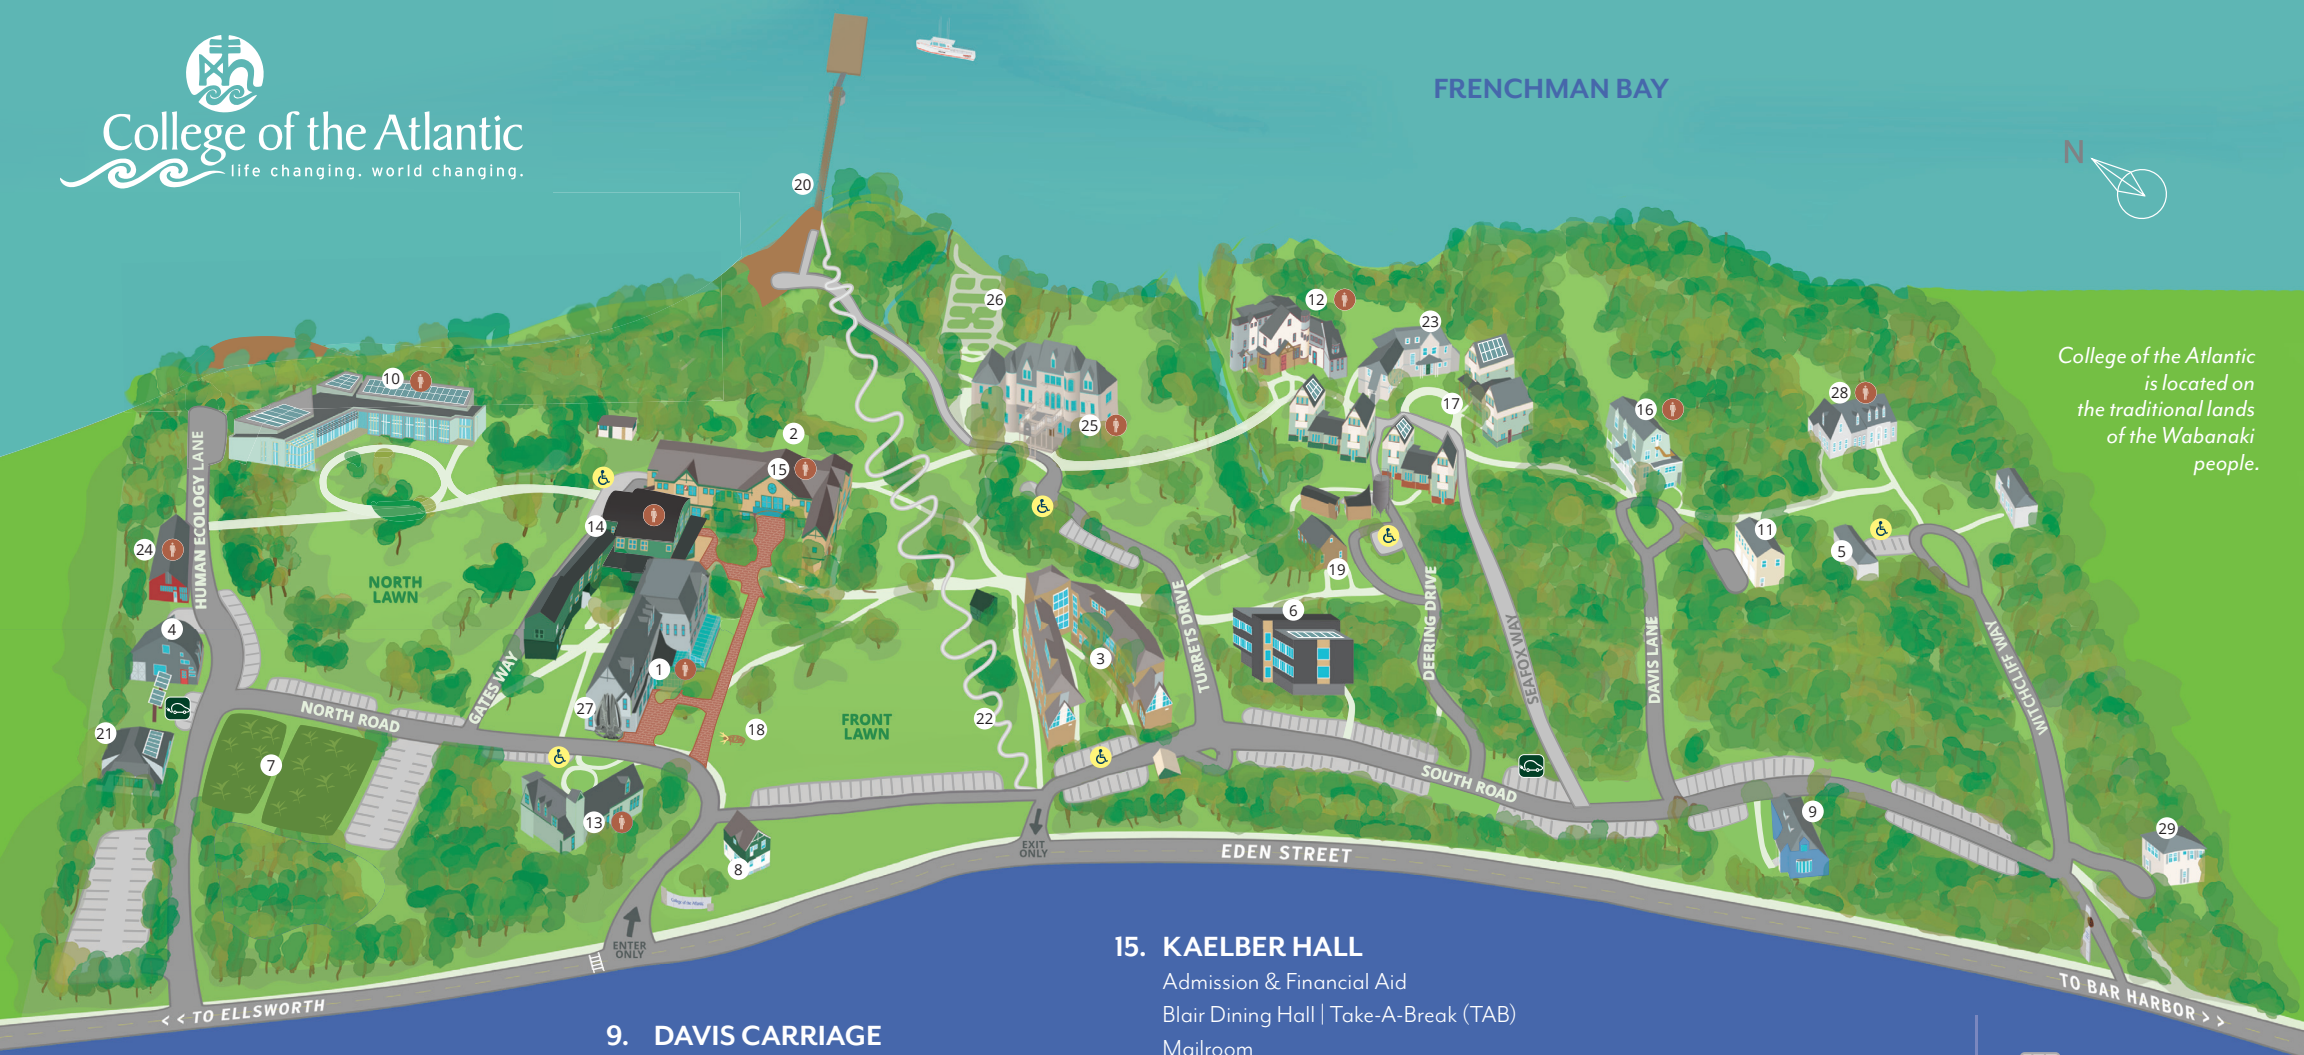 College of the Atlantic
life changing. world changing.
FRENCHMAN BAY
N
20
26
12
23
College of the Atlantic
is located on
the traditional lands
of the Wabanaki
people.
10
17
28
16
25
2
15
HUMAN ECOLOGY LANE
14
11
5
24
19
NORTH
LAWN
6
4
3
1
TURRETS DRIVE
DEERING DRIVE
SEAFOX WAY
DAVIS LANE
WITCHCLIFF WAY
GATES WAY
27
22
18
NORTH ROAD
FRONT
LAWN
21
7
SOUTH ROAD
13
9
29
8
EXIT
ONLY
EDEN STREET
College of the Atlantic
ENTER
ONLY
<< TO ELLSWORTH
TO BAR HARBOR >>
15. KAELBER HALL
Admission & Financial Aid
Blair Dining Hall | Take-A-Break (TAB)
Mailroom
9. DAVIS CARRIAGE